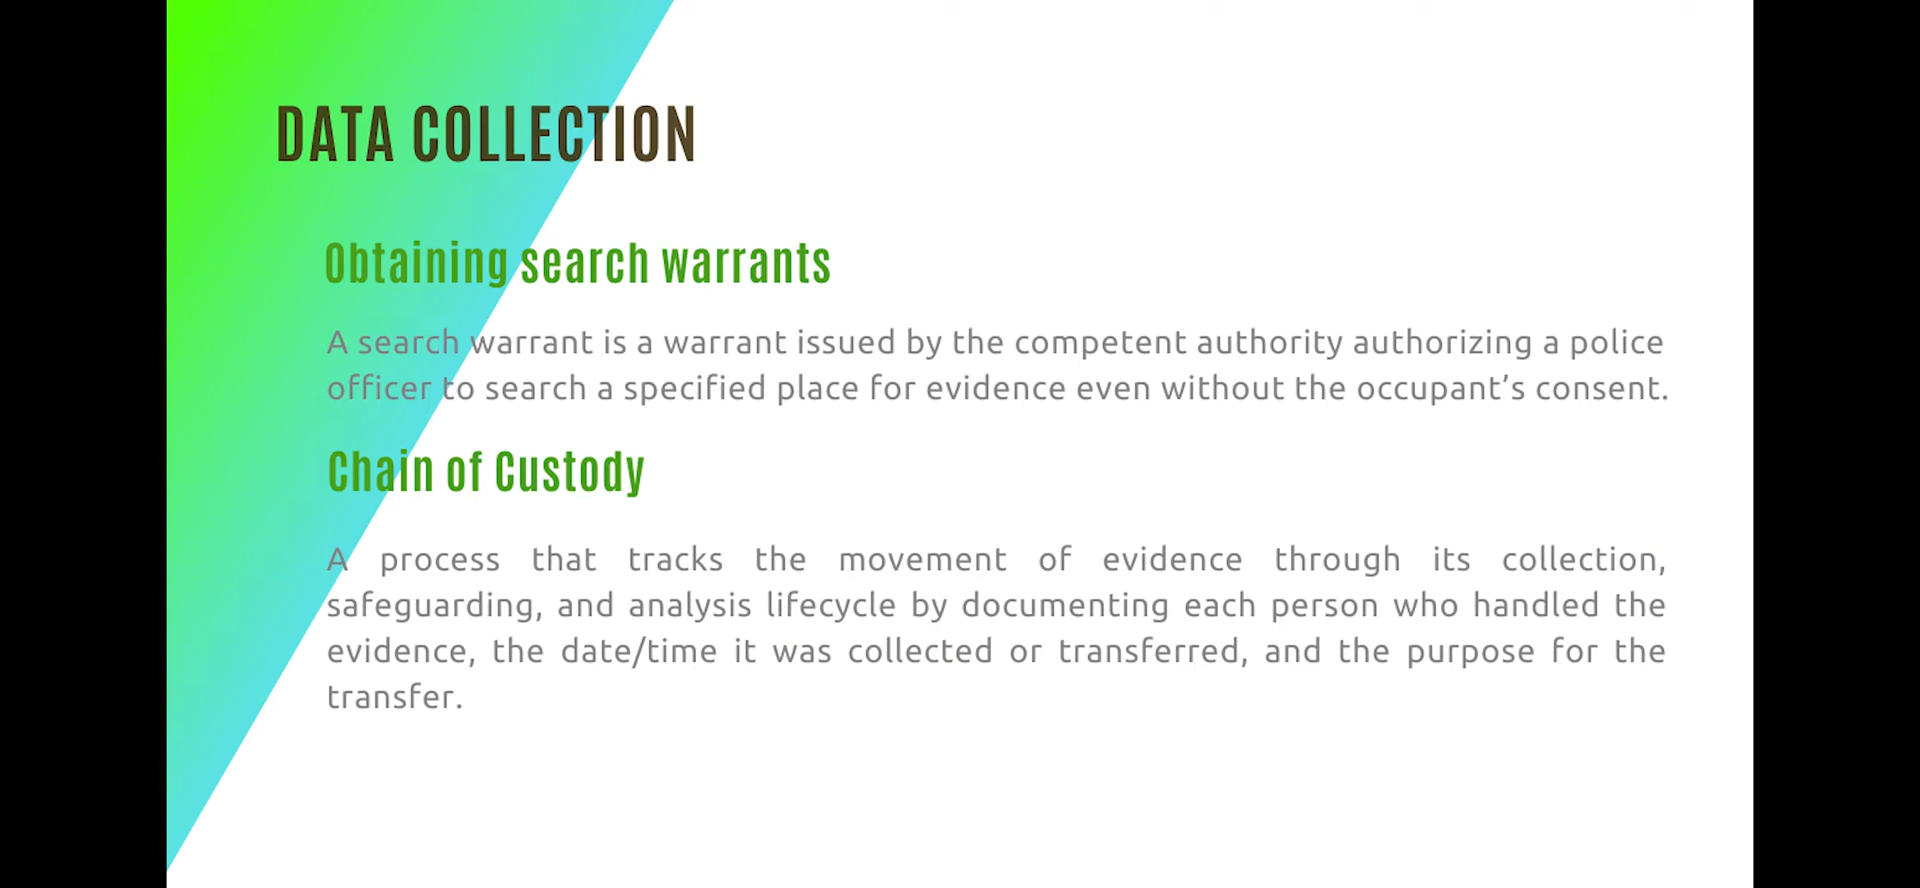 DATA COLLECTION
Obtaining search warrants
A search warrant is a warrant issued by the competent authority authorizing a police
officer to search a specified place for evidence even without the occupant’s consent.
Chain of Custody
A process that tracks the movement of evidence through its collection,
safeguarding, and analysis lifecycle by documenting each person who handled the
evidence, the date/time it was collected or transferred, and the purpose for the
transfer.